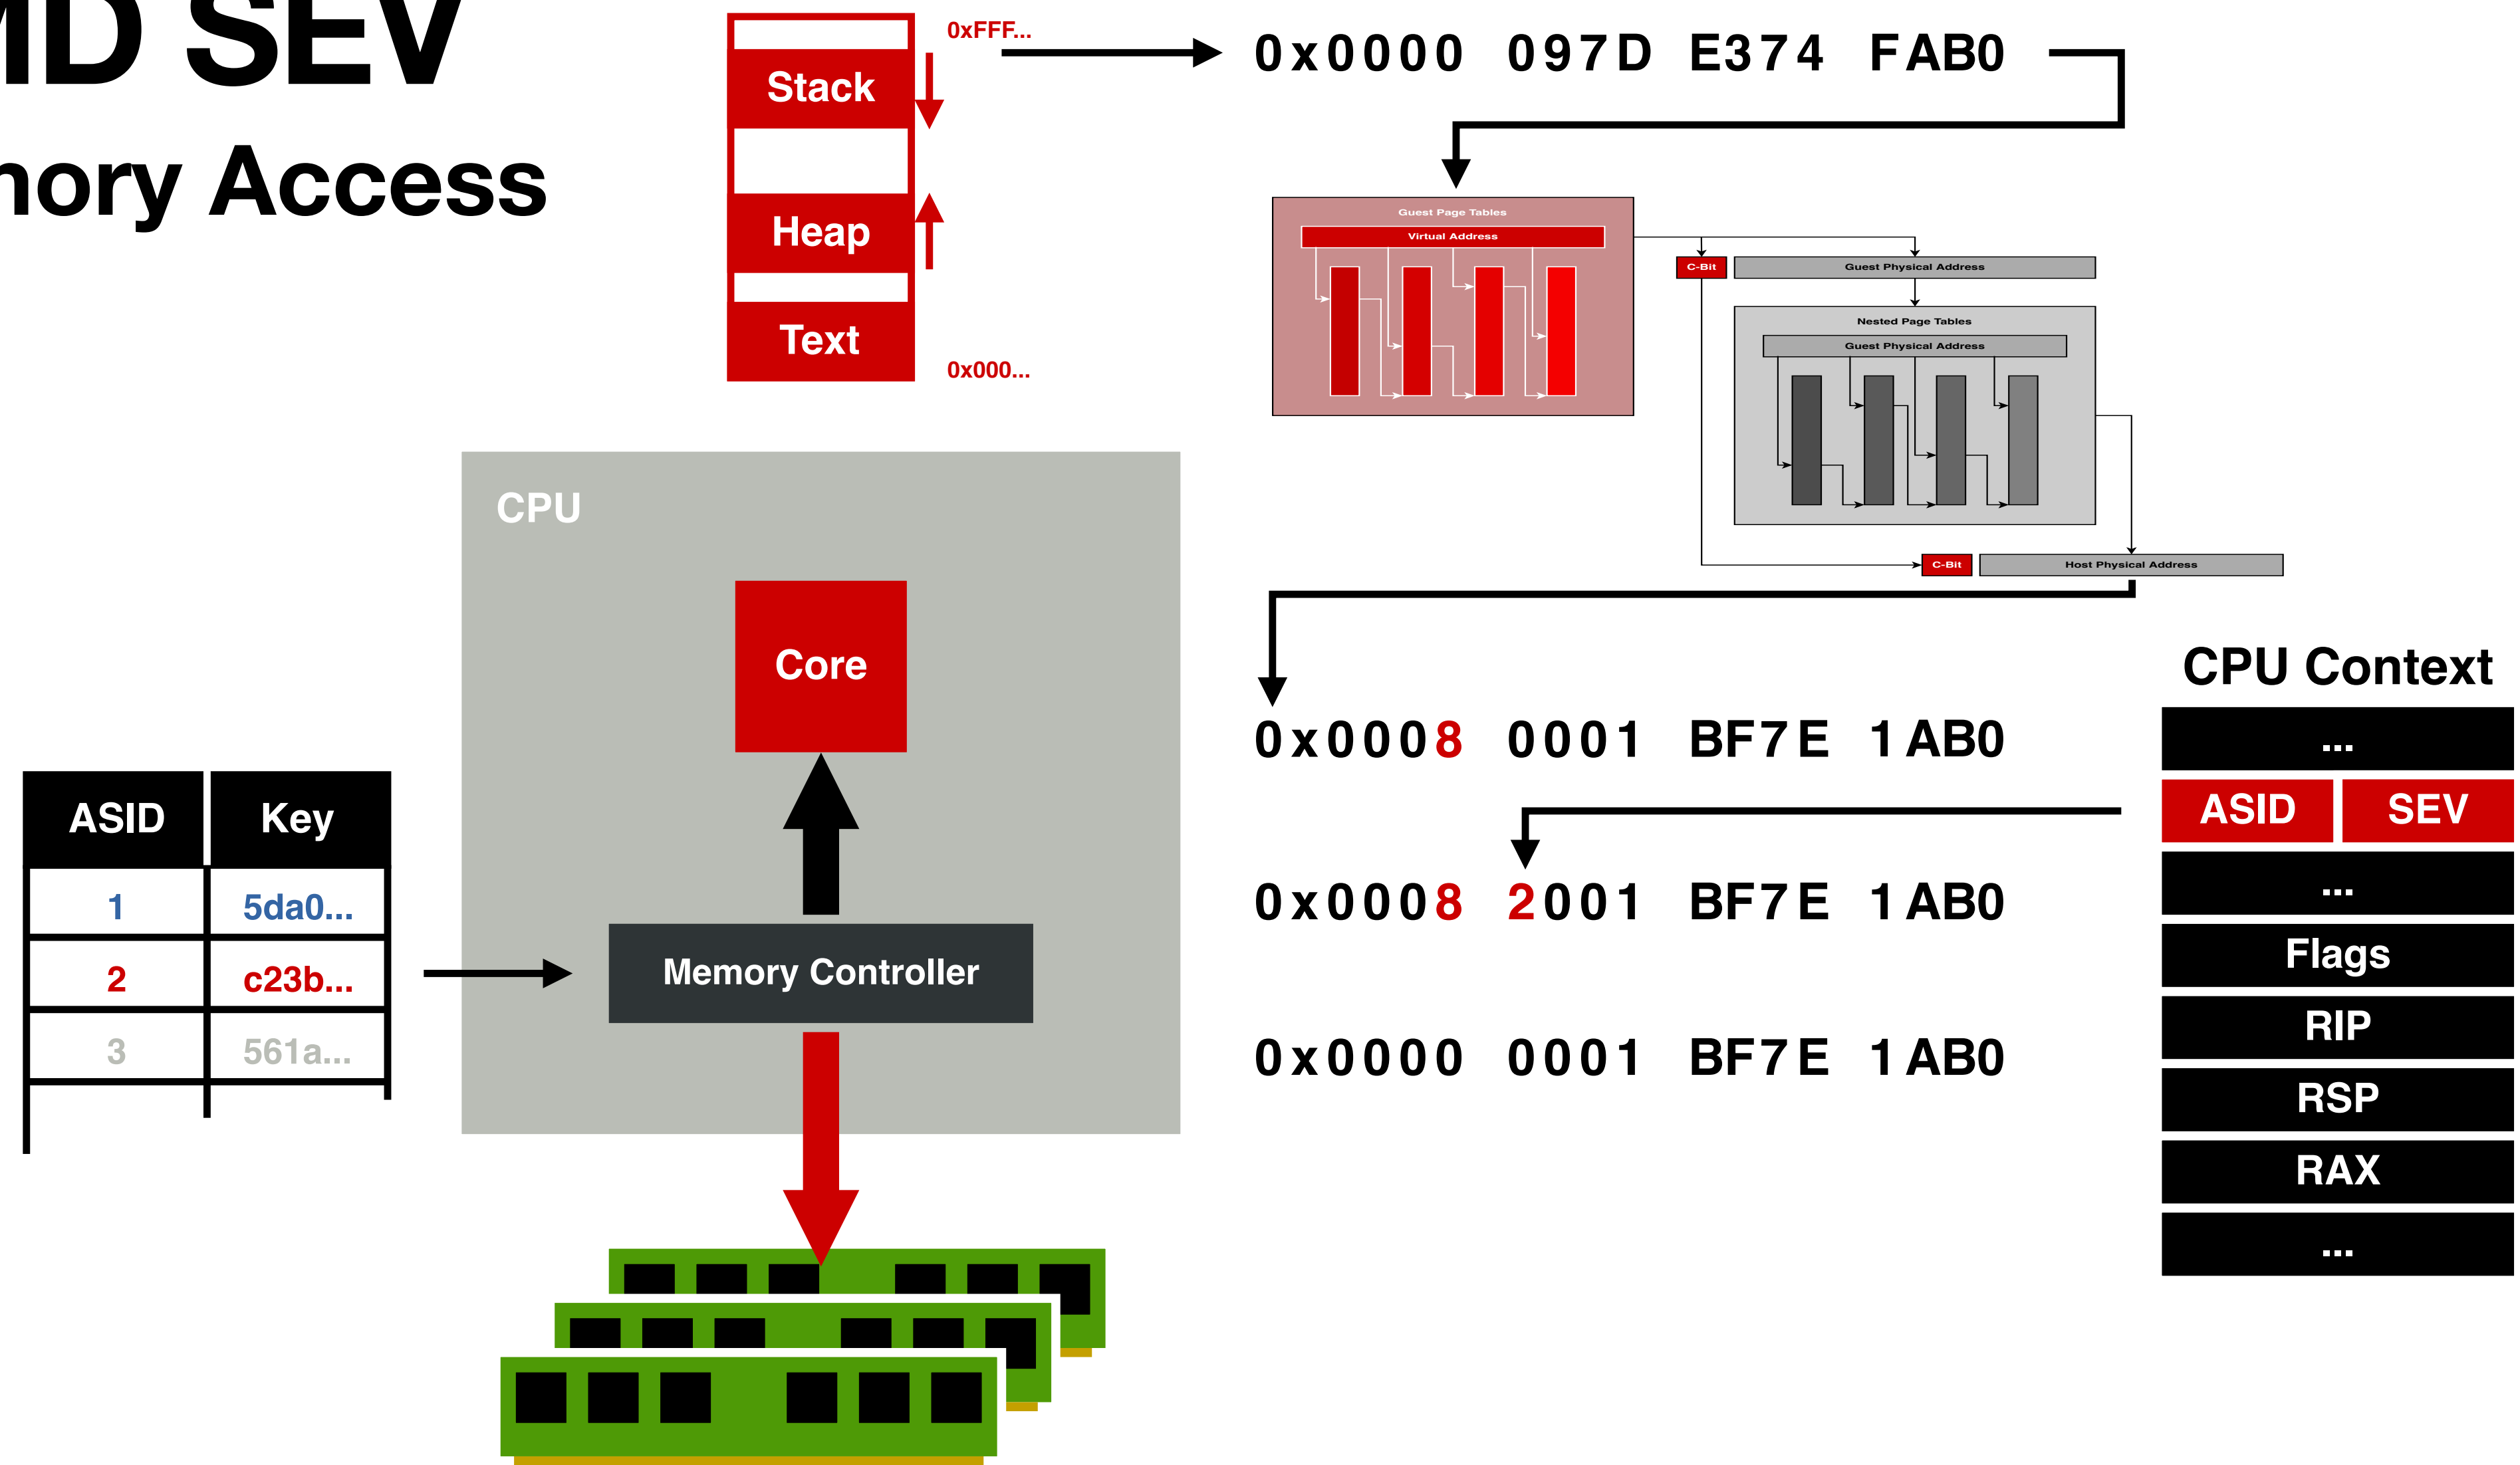 MD SEV
mory Access
0xFFF...
Stack
Heap
Text
0x000...
0x0000 097D E374 FAB0
Guest Page Tables
Virtual Address
C-Bit
Guest Physical Address
Nested Page Tables
Guest Physical Address
C-Bit
Host Physical Address
CPU
Core
Memory Controller
ASID Key
1 5da0...
2 c23b...
3 561a...
0x0008 0001 BF7E 1AB0
0x0008 2001 BF7E 1AB0
0x0000 0001 BF7E 1AB0
CPU Context
...
ASID SEV
...
Flags
RIP
RSP
RAX
...